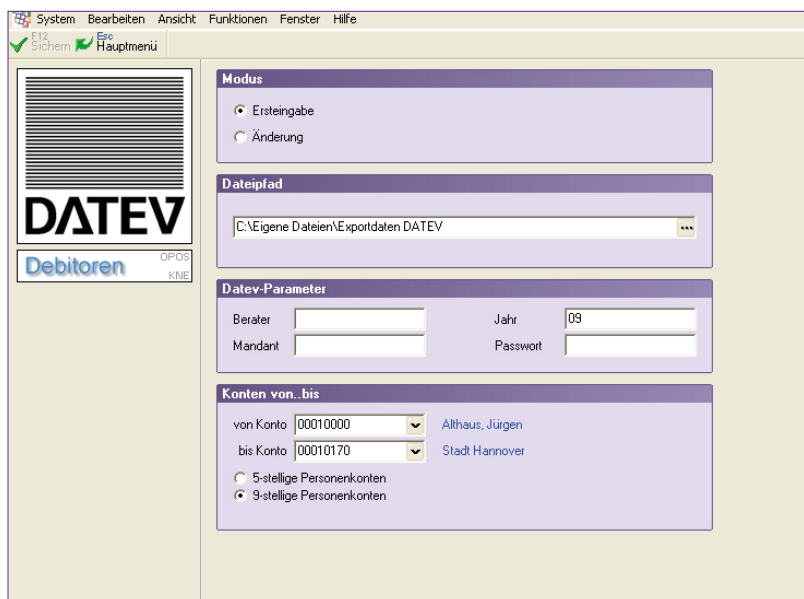 System Bearbeiten Ansicht Funktionen Fenster Hilfe
F12 Esc
Sichern Hauptmenü
DATEV
Debitoren OPOS
KNE
Modus
Ersteingabe
Änderung
Dateipfad
C:\Eigene Dateien\Exportdaten DATEV ...
Datev-Parameter
Berater Jahr 09
Mandant Passwort
Konten von..bis
von Konto 00010000 Althaus, Jürgen
bis Konto 00010170 Stadt Hannover
5-stellige Personenkonten
9-stellige Personenkonten